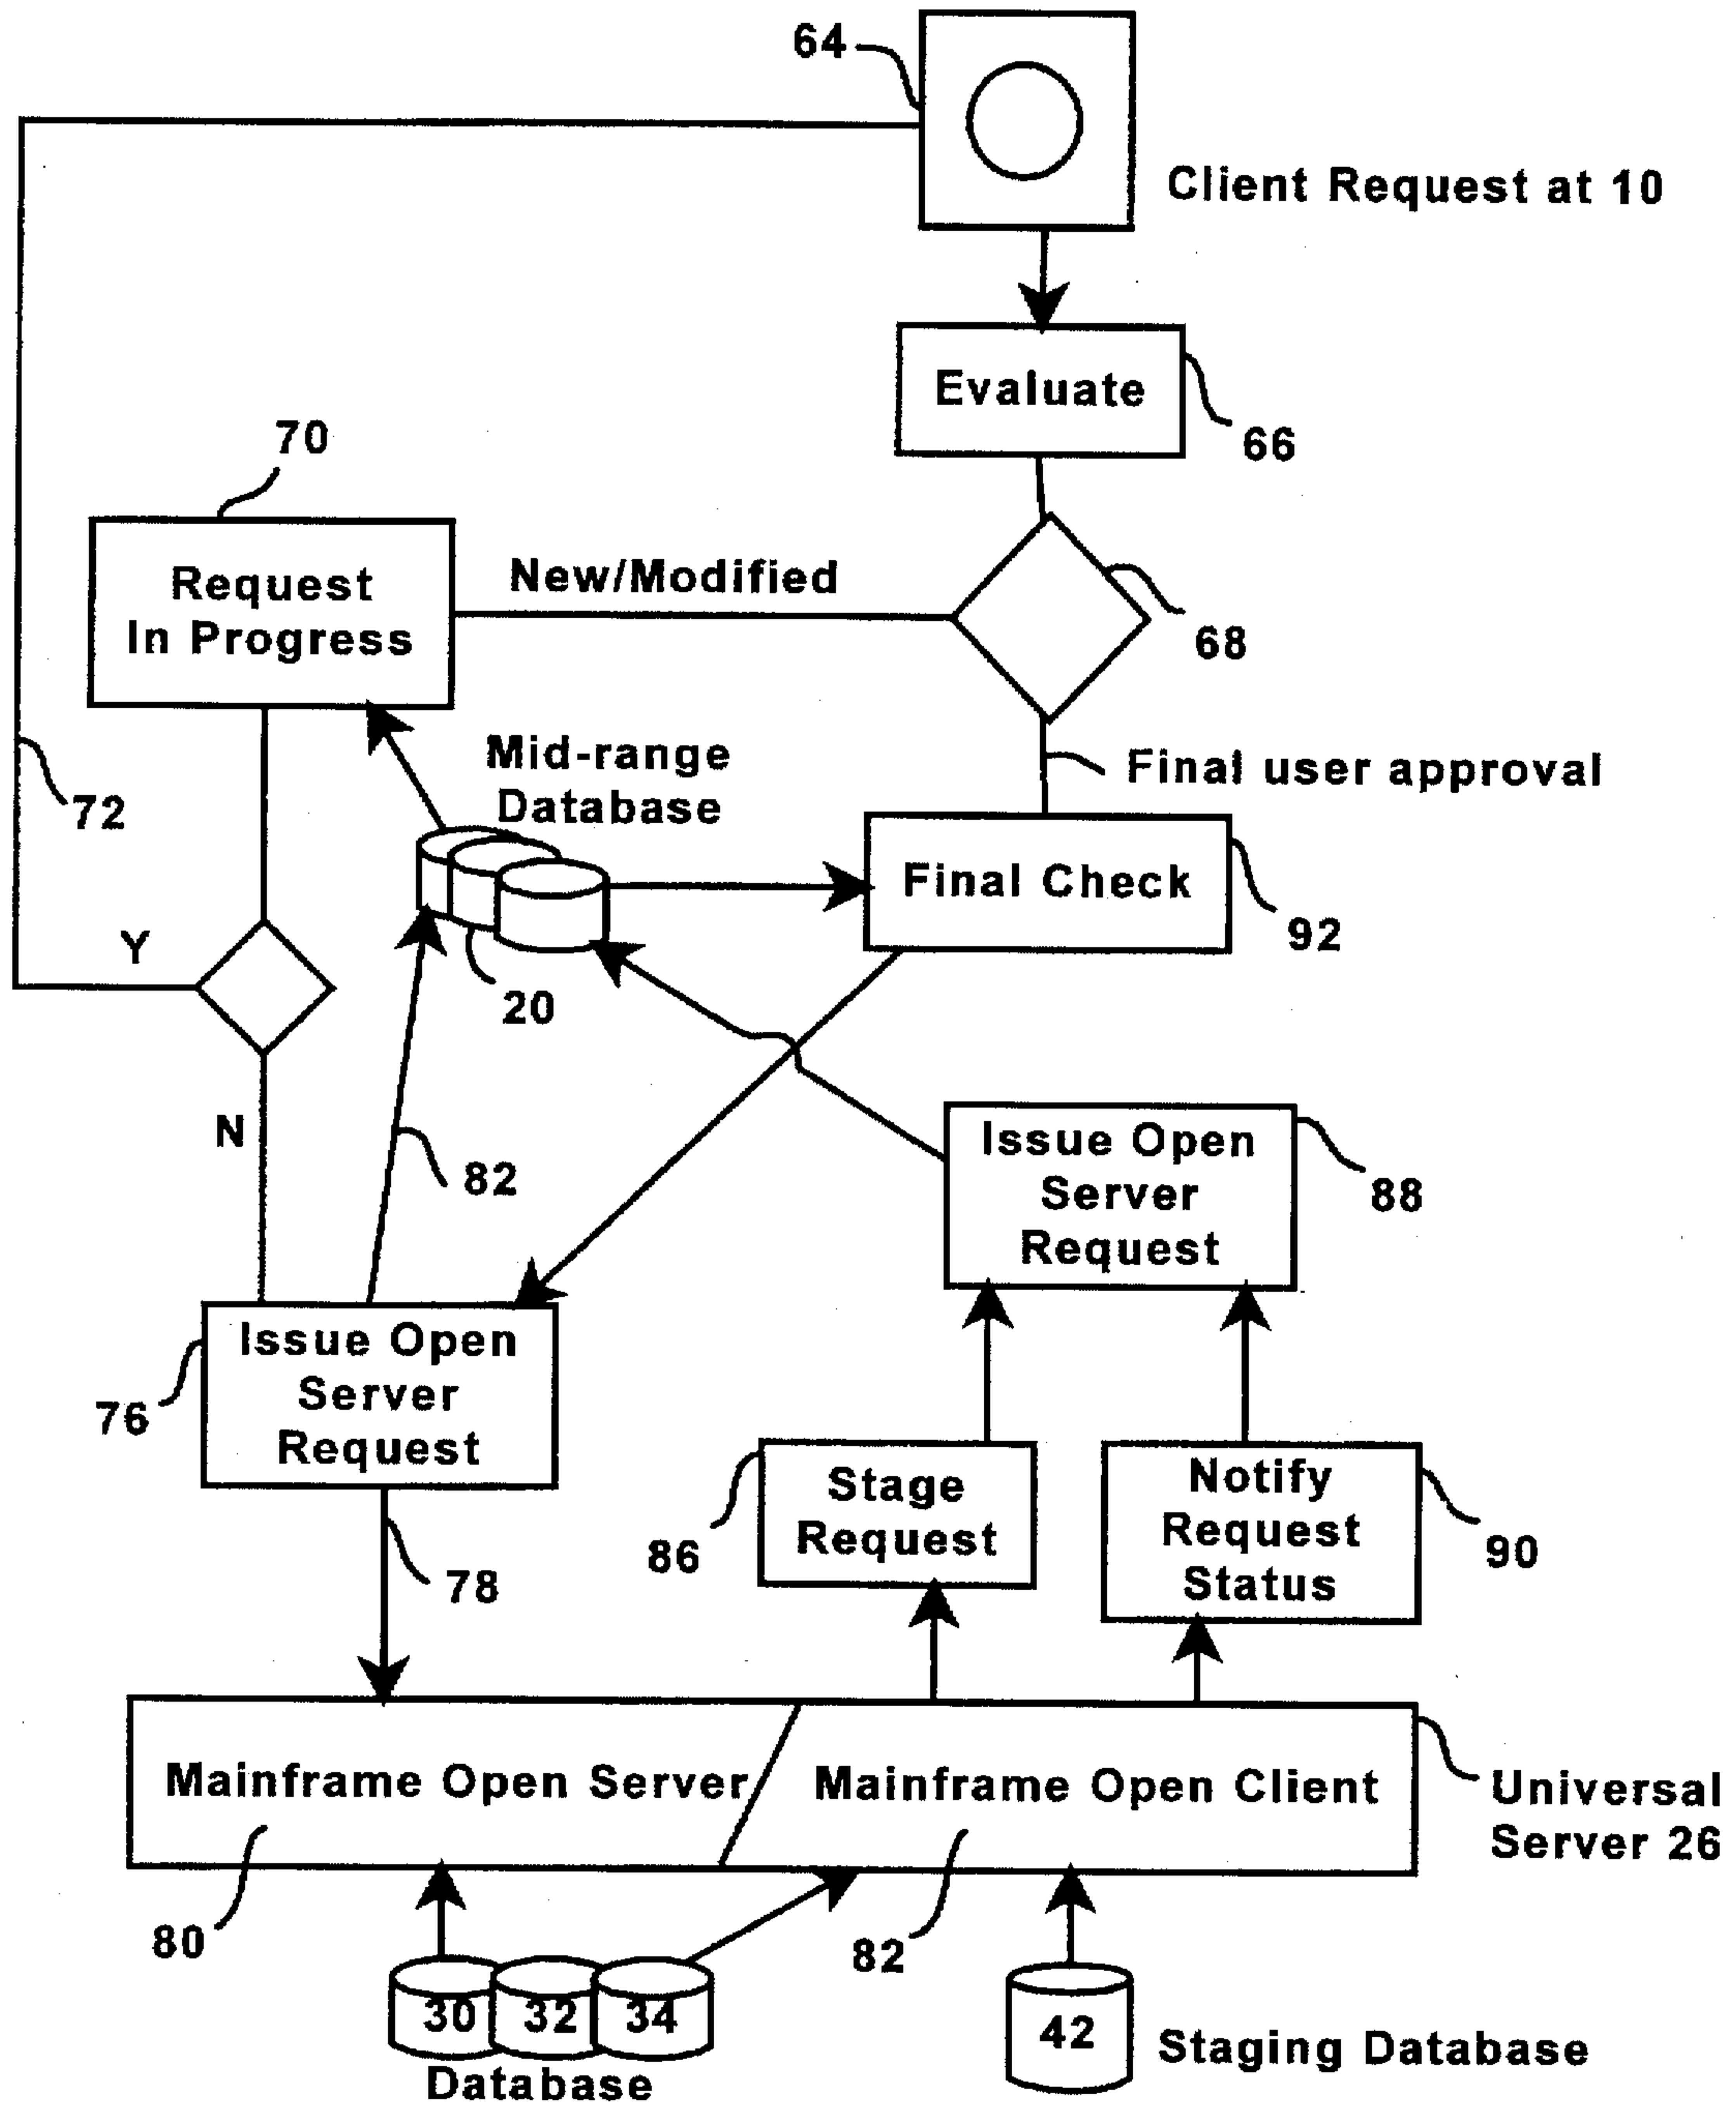 64
Client Request at 10
Evaluate
66
70
Request
In Progress
New/Modified
68
72
Mid-range
Database
Final user approval
Final Check
92
Y
20
N
82
Issue Open
Server
Request
88
Issue Open
Server
Request
76
78
Stage
Request
86
Notify
Request
Status
90
Mainframe Open Server
Mainframe Open Client
Universal
Server 26
80
82
30
32
34
Database
42
Staging Database